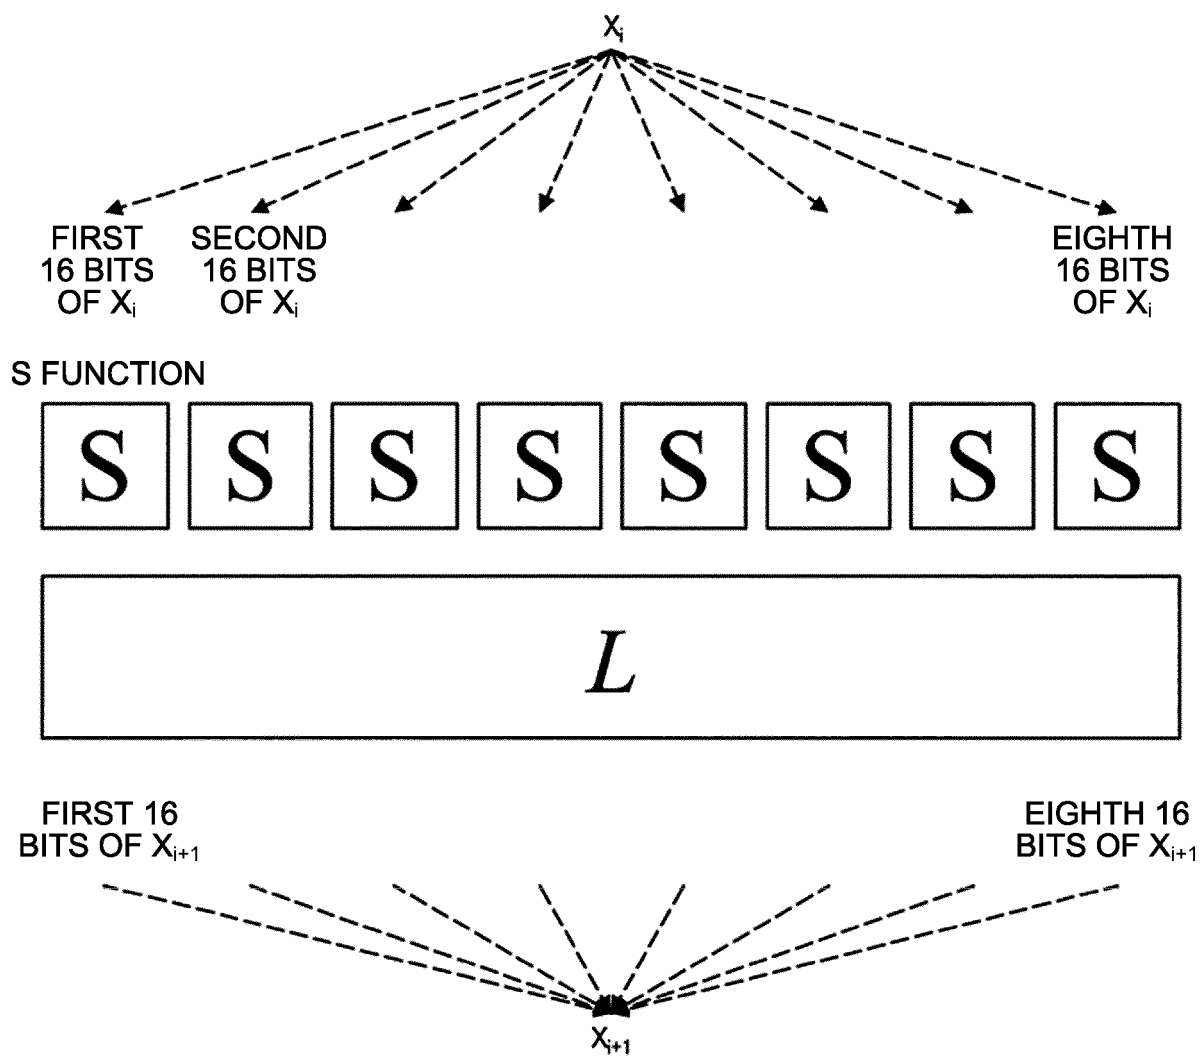 Xi
FIRST
16 BITS
OF Xi
SECOND
16 BITS
OF Xi
EIGHTH
16 BITS
OF Xi
S FUNCTION
S S S S S S S S
L
FIRST 16
BITS OF Xi+1
EIGHTH 16
BITS OF Xi+1
Xi+1